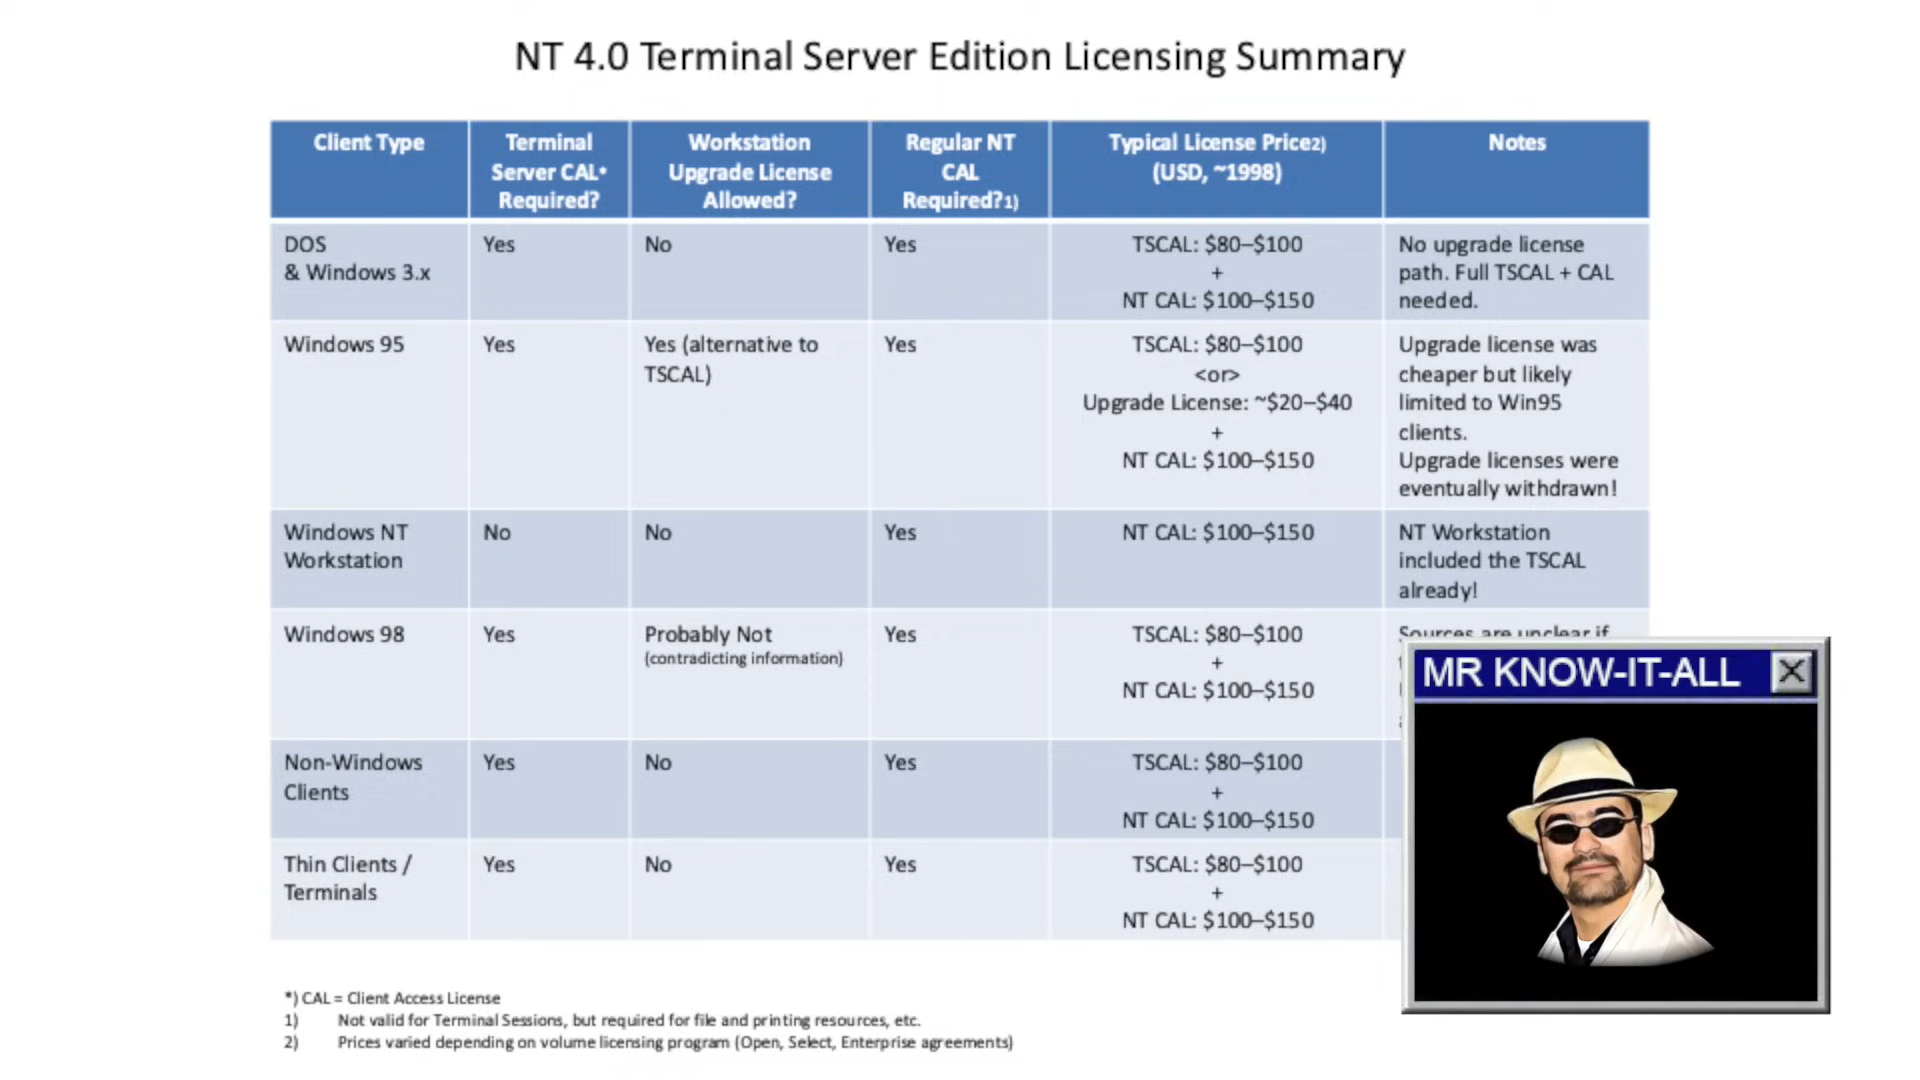 NT 4.0 Terminal Server Edition Licensing Summary
Client Type
Terminal
Server CAL*
Required?
Workstation
Upgrade License
Allowed?
Regular NT
CAL
Required?1)
Typical License Price2)
(USD, ~1998)
Notes
DOS
& Windows 3.x
Yes
No
Yes
TSCAL: $80–$100
+
NT CAL: $100–$150
No upgrade license
path. Full TSCAL + CAL
needed.
Windows 95
Yes
Yes (alternative to
TSCAL)
Yes
TSCAL: $80–$100
<or>
Upgrade License: ~$20–$40
+
NT CAL: $100–$150
Upgrade license was
cheaper but likely
limited to Win95
clients.
Upgrade licenses were
eventually withdrawn!
Windows NT
Workstation
No
No
Yes
NT CAL: $100–$150
NT Workstation
included the TSCAL
already!
Windows 98
Yes
Probably Not
(contradicting information)
Yes
TSCAL: $80–$100
+
NT CAL: $100–$150
Sources are unclear if
Non-Windows
Clients
Yes
No
Yes
TSCAL: $80–$100
+
NT CAL: $100–$150
Thin Clients /
Terminals
Yes
No
Yes
TSCAL: $80–$100
+
NT CAL: $100–$150
MR KNOW-IT-ALL
*) CAL = Client Access License
1) Not valid for Terminal Sessions, but required for file and printing resources, etc.
2) Prices varied depending on volume licensing program (Open, Select, Enterprise agreements)